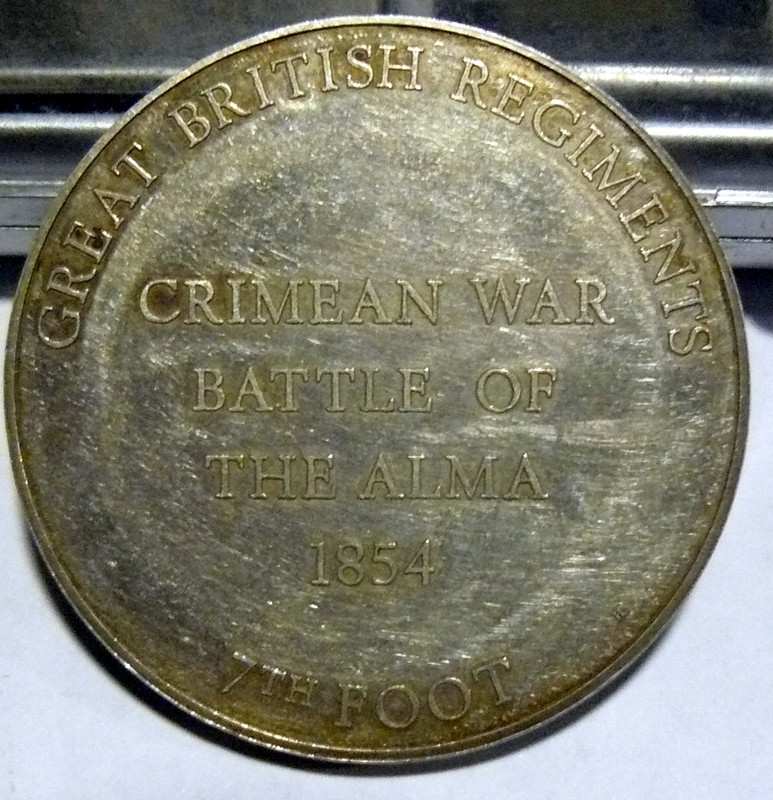 GREAT BRITISH REGIMENTS
CRIMEAN WAR
BATTLE OF
THE ALMA
1854
7TH FOOT